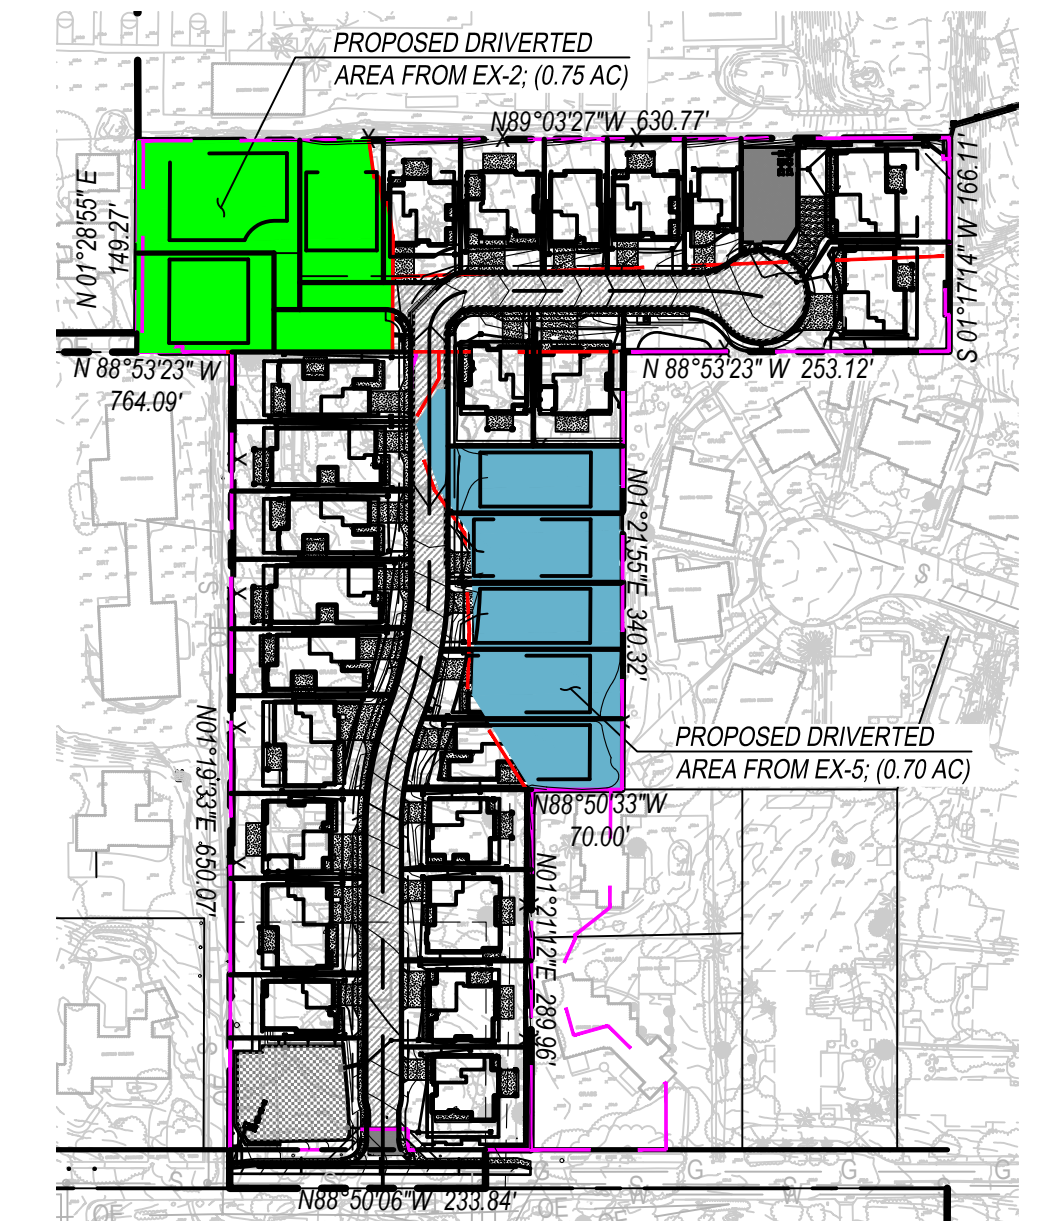 PROPOSED DRIVERTED
AREA FROM EX-2; (0.75 AC)
N89°03'27"W 630.77'
N 01°28'55" E
149.27'
S 01°17'14" W 166.11'
N 88°53'23" W
764.09'
N 88°53'23" W 253.12'
N01°21'55"E 340.32'
PROPOSED DRIVERTED
AREA FROM EX-5; (0.70 AC)
N01°19'33"E 650.07'
N88°50'33"W
70.00'
N01°21'12"E 289.96'
S
G
S
G
G
S
W
OE
N88°50'06"W 233.84'